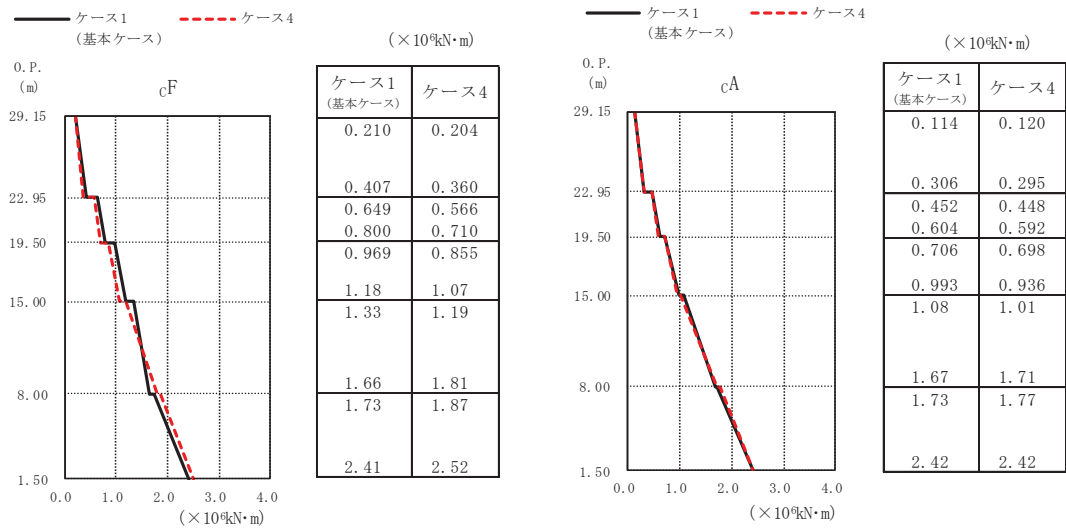 ケース1 ケース4
(基本ケース)
(×10⁶kN·m)
O.P.
(m)
cF
ケース1 ケース4
(基本ケース)
29.15
0.210 0.204
0.407 0.360
22.95
0.649 0.566
0.800 0.710
19.50
0.969 0.855
1.18 1.07
15.00
1.33 1.19
1.66 1.81
8.00
1.73 1.87
2.41 2.52
1.50
0.0 1.0 2.0 3.0 4.0
(×10⁶kN·m)
ケース1 ケース4
(基本ケース)
(×10⁶kN·m)
O.P.
(m)
cA
ケース1 ケース4
(基本ケース)
29.15
0.114 0.120
0.306 0.295
22.95
0.452 0.448
0.604 0.592
19.50
0.706 0.698
0.993 0.936
15.00
1.08 1.01
1.67 1.71
8.00
1.73 1.77
2.42 2.42
1.50
0.0 1.0 2.0 3.0 4.0
(×10⁶kN·m)